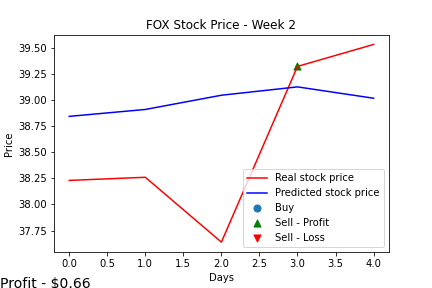 FOX Stock Price - Week 2
39.50
39.25
39.00
38.75
38.50
38.25
38.00
37.75
Price
Real stock price
Predicted stock price
Buy
Sell - Profit
Sell - Loss
0.0 0.5 1.0 1.5 2.0 2.5 3.0 3.5 4.0
Days
Profit - $0.66